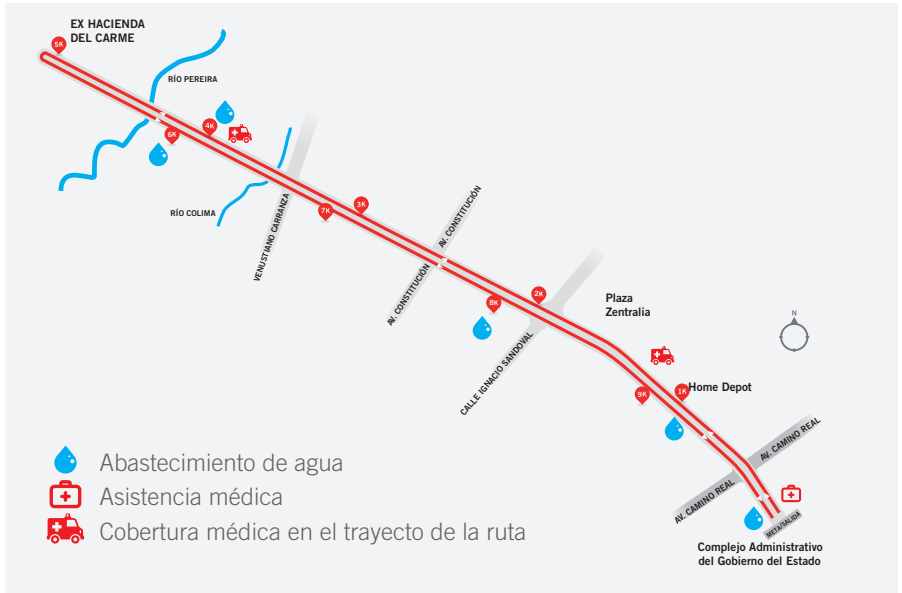 EX HACIENDA
DEL CARME
5K
RÍO PEREIRA
4K
6K
RÍO COLIMA
VENUSTIANO CARRANZA
3K
7K
AV. CONSTITUCIÓN
AV. CONSTITUCIÓN
2K
8K
CALLE IGNACIO SANDOVAL
Plaza
Zentralia
N
Home Depot
1K
9K
AV. CAMINO REAL
AV. CAMINO REAL
META/SALIDA
Complejo Administrativo
del Gobierno del Estado
Abastecimiento de agua
Asistencia médica
Cobertura médica en el trayecto de la ruta